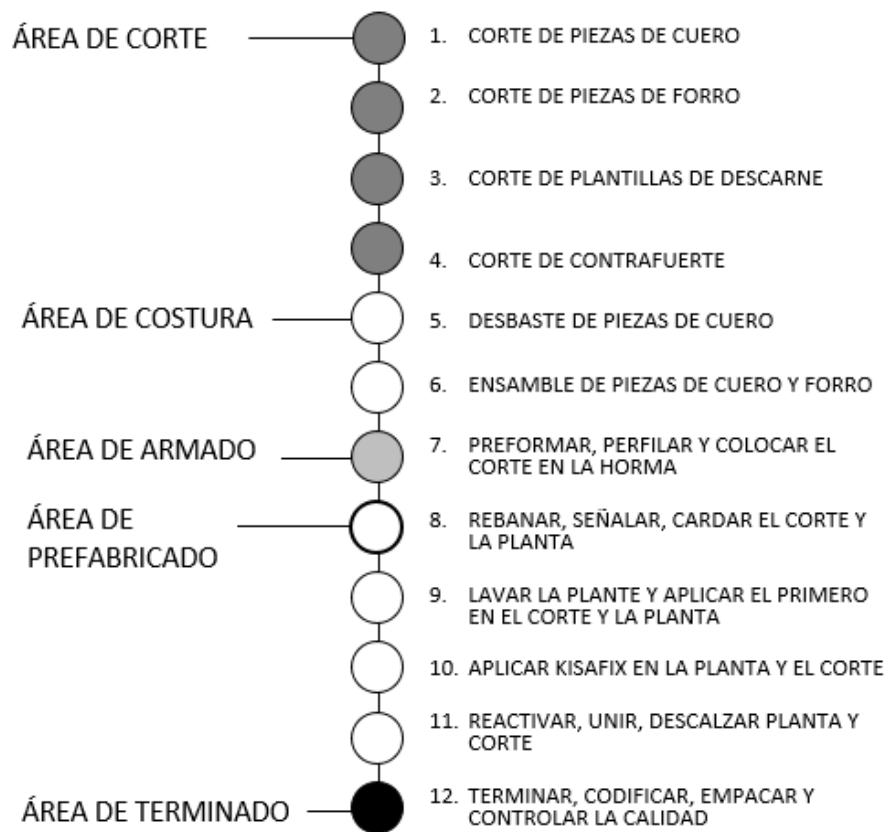 ÁREA DE CORTE
1. CORTE DE PIEZAS DE CUERO
2. CORTE DE PIEZAS DE FORRO
3. CORTE DE PLANTILLAS DE DESCARNE
4. CORTE DE CONTRAFUERTE
ÁREA DE COSTURA
5. DESBASTE DE PIEZAS DE CUERO
6. ENSAMBLE DE PIEZAS DE CUERO Y FORRO
ÁREA DE ARMADO
7. PREFORMAR, PERFILAR Y COLOCAR EL
CORTE EN LA HORMA
ÁREA DE
PREFABRICADO
8. REBANAR, SEÑALAR, CARDAR EL CORTE Y
LA PLANTA
9. LAVAR LA PLANTE Y APLICAR EL PRIMERO
EN EL CORTE Y LA PLANTA
10. APLICAR KISAFIX EN LA PLANTA Y EL CORTE
11. REACTIVAR, UNIR, DESCALZAR PLANTA Y
CORTE
ÁREA DE TERMINADO
12. TERMINAR, CODIFICAR, EMPACAR Y
CONTROLAR LA CALIDAD